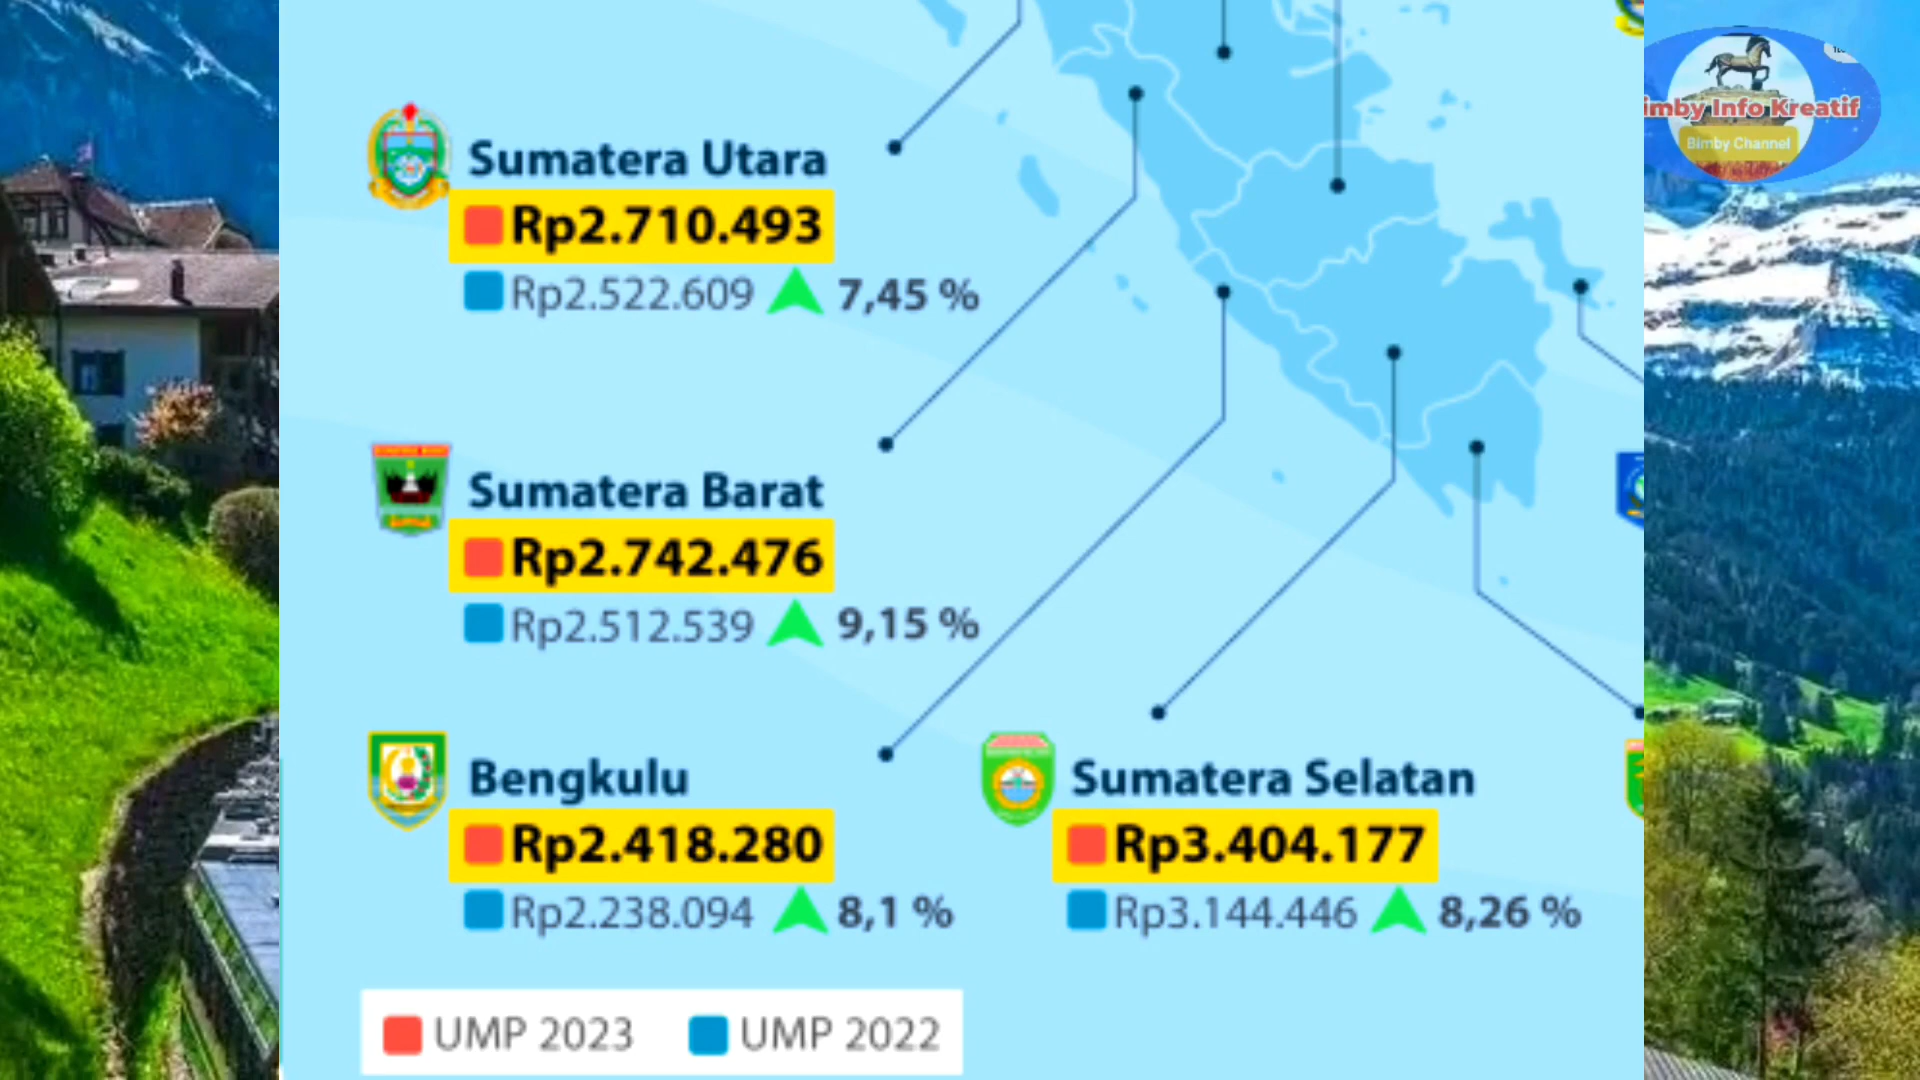 Sumatera Utara
Rp2.710.493
Rp2.522.609 7,45 %
Sumatera Barat
Rp2.742.476
Rp2.512.539 9,15 %
Bengkulu
Rp2.418.280
Rp2.238.094 8,1 %
Sumatera Selatan
Rp3.404.177
Rp3.144.446 8,26 %
UMP 2023 UMP 2022
imby Info Kreatif
Bimby Channel